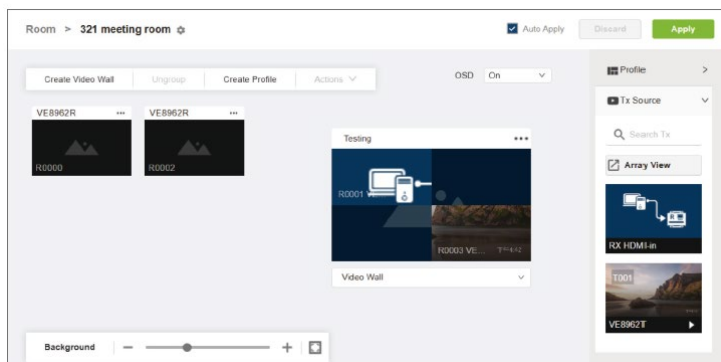 Room > 321 meeting room
Auto Apply
Discard
Apply
Create Video Wall
Ungroup
Create Profile
Actions
OSD
On
Profile
Tx Source
Search Tx
Array View
RX HDMI-in
T001
VE8962T
VE8962R
R0000
VE8962R
R0002
Testing
R0001
R0003 VE...
Video Wall
Background